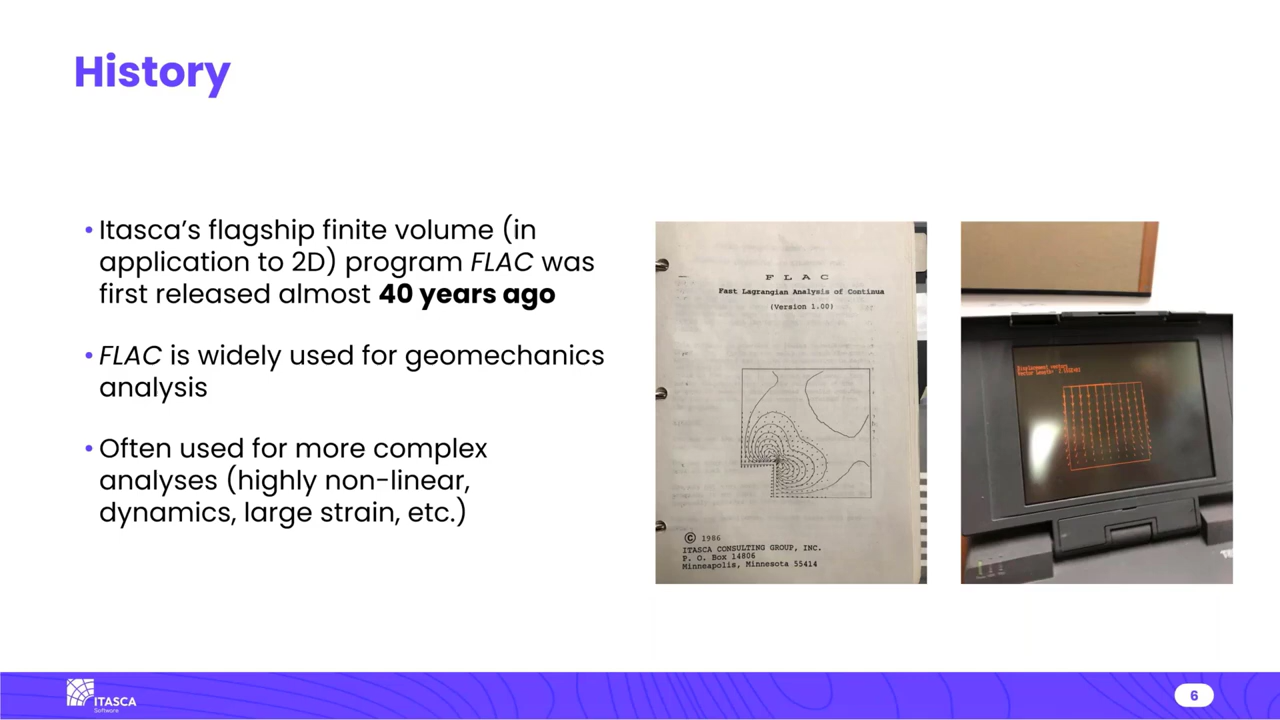 History
• Itasca’s flagship finite volume (in
application to 2D) program FLAC was
first released almost 40 years ago
• FLAC is widely used for geomechanics
analysis
• Often used for more complex
analyses (highly non-linear,
dynamics, large strain, etc.)
F L A C
Fast Lagrangian Analysis of Continua
(Version 1.00)
© 1986
ITASCA CONSULTING GROUP, INC.
P. O. Box 14806
Minneapolis, Minnesota 55414
Displacement vectors
ITASCA
Software
6